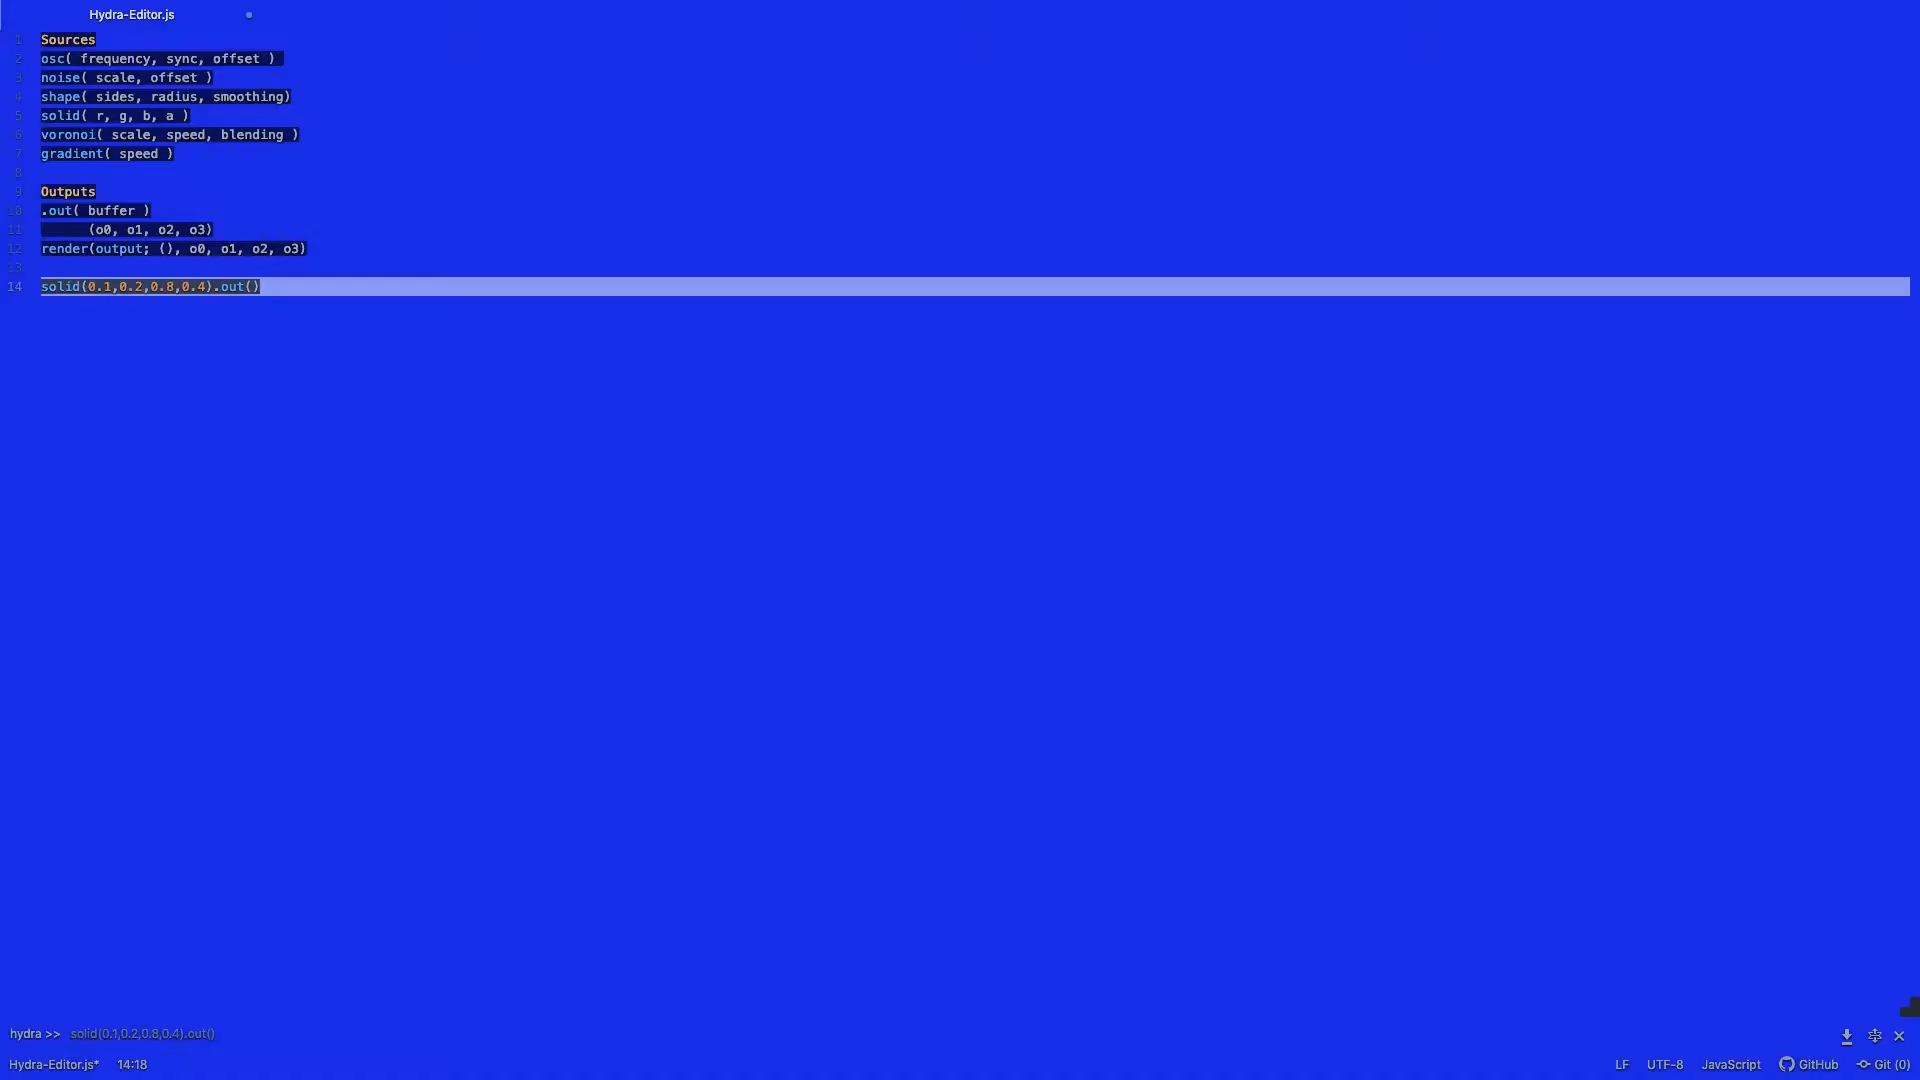 Hydra-Editor.js
1 Sources
2 osc( frequency, sync, offset )
3 noise( scale, offset )
4 shape( sides, radius, smoothing)
5 solid( r, g, b, a )
6 voronoi( scale, speed, blending )
7 gradient( speed )
8
9 Outputs
10 .out( buffer )
11 (o0, o1, o2, o3)
12 render(output; (), o0, o1, o2, o3)
13
14 solid(0.1,0.2,0.8,0.4).out()
hydra >> solid(0.1,0.2,0.8,0.4).out()
Hydra-Editor.js* 14:18 LF UTF-8 JavaScript GitHub Git (0)